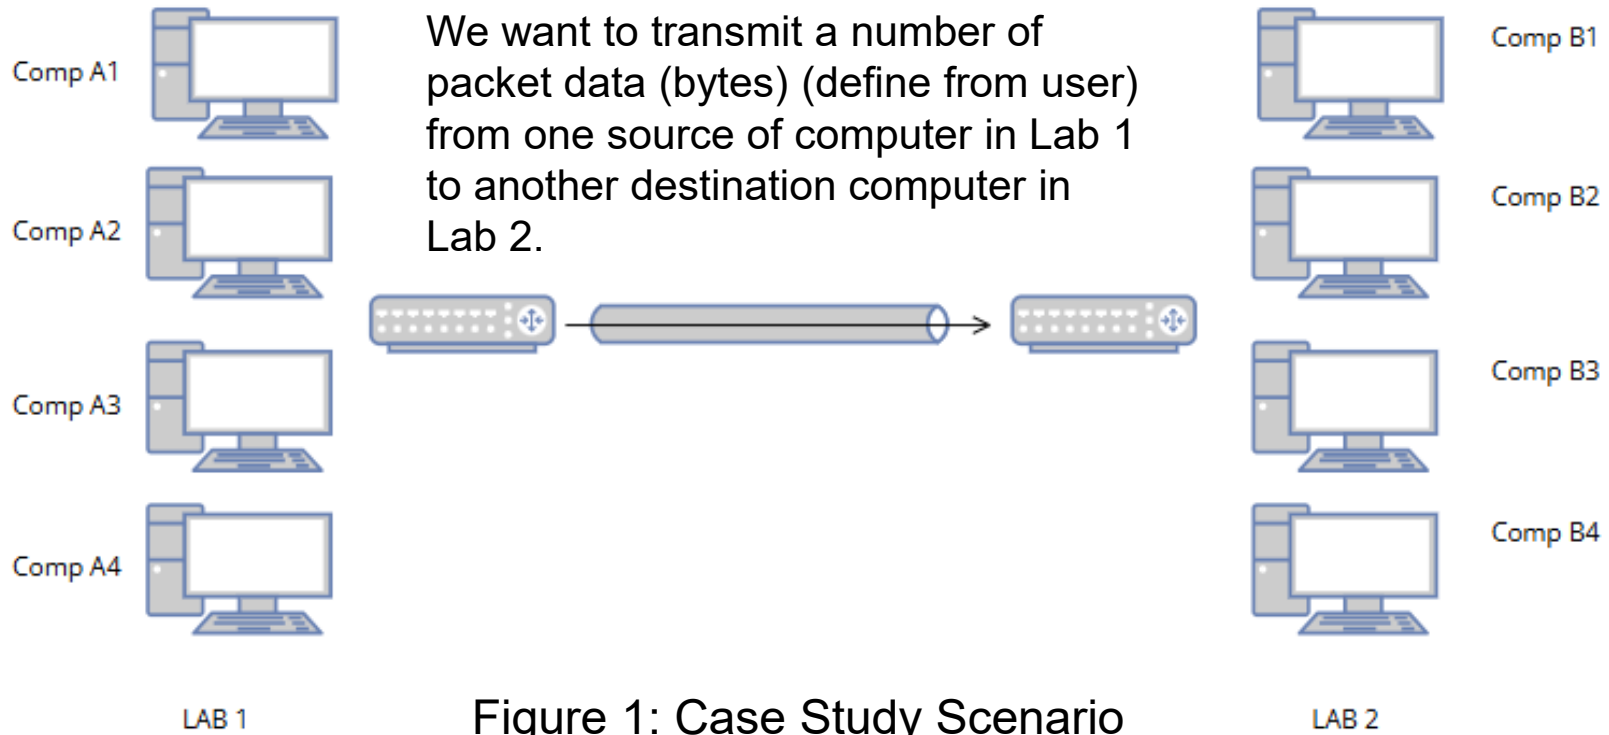 Comp A1
Comp A2
Comp A3
Comp A4
LAB 1
We want to transmit a number of
packet data (bytes) (define from user)
from one source of computer in Lab 1
to another destination computer in
Lab 2.
Figure 1: Case Study Scenario
Comp B1
Comp B2
Comp B3
Comp B4
LAB 2